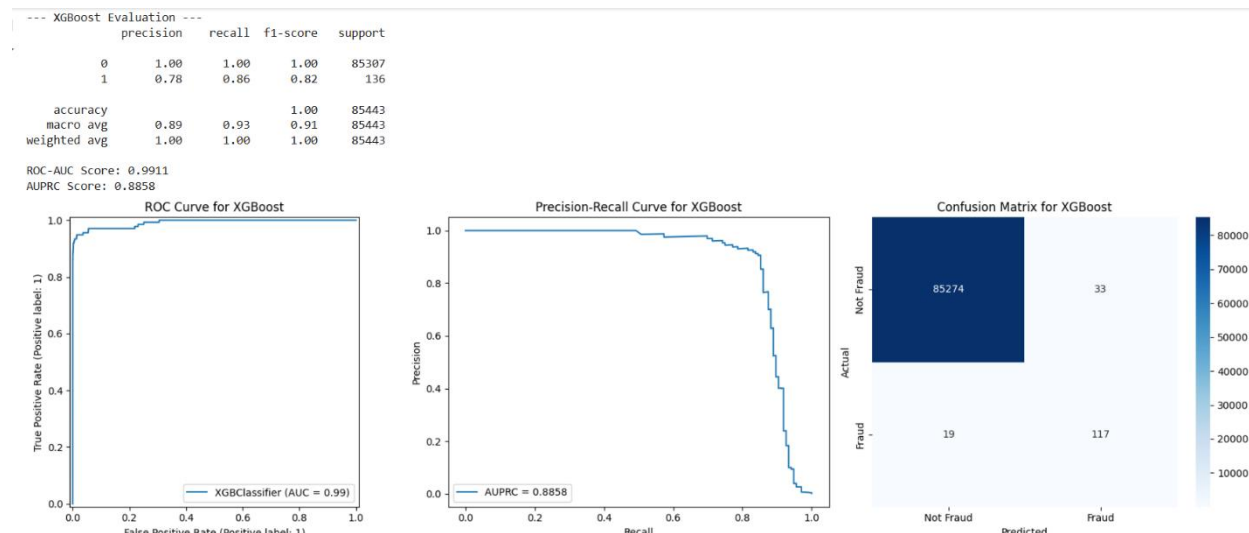 --- XGBoost Evaluation ---
precision recall f1-score support
0 1.00 1.00 1.00 85307
1 0.78 0.86 0.82 136
accuracy 1.00 85443
macro avg 0.89 0.93 0.91 85443
weighted avg 1.00 1.00 1.00 85443
ROC-AUC Score: 0.9911
AUPRC Score: 0.8858
ROC Curve for XGBoost
1.0
0.8
0.6
0.4
0.2
0.0
True Positive Rate (Positive label: 1)
XGBClassifier (AUC = 0.99)
0.0 0.2 0.4 0.6 0.8 1.0
False Positive Rate (Positive label: 1)
Precision-Recall Curve for XGBoost
1.0
0.8
0.6
0.4
0.2
0.0
Precision
AUPRC = 0.8858
0.0 0.2 0.4 0.6 0.8 1.0
Recall
Confusion Matrix for XGBoost
Actual
Not Fraud
Fraud
85274 33
19 117
Not Fraud Fraud
Predicted
80000
70000
60000
50000
40000
30000
20000
10000